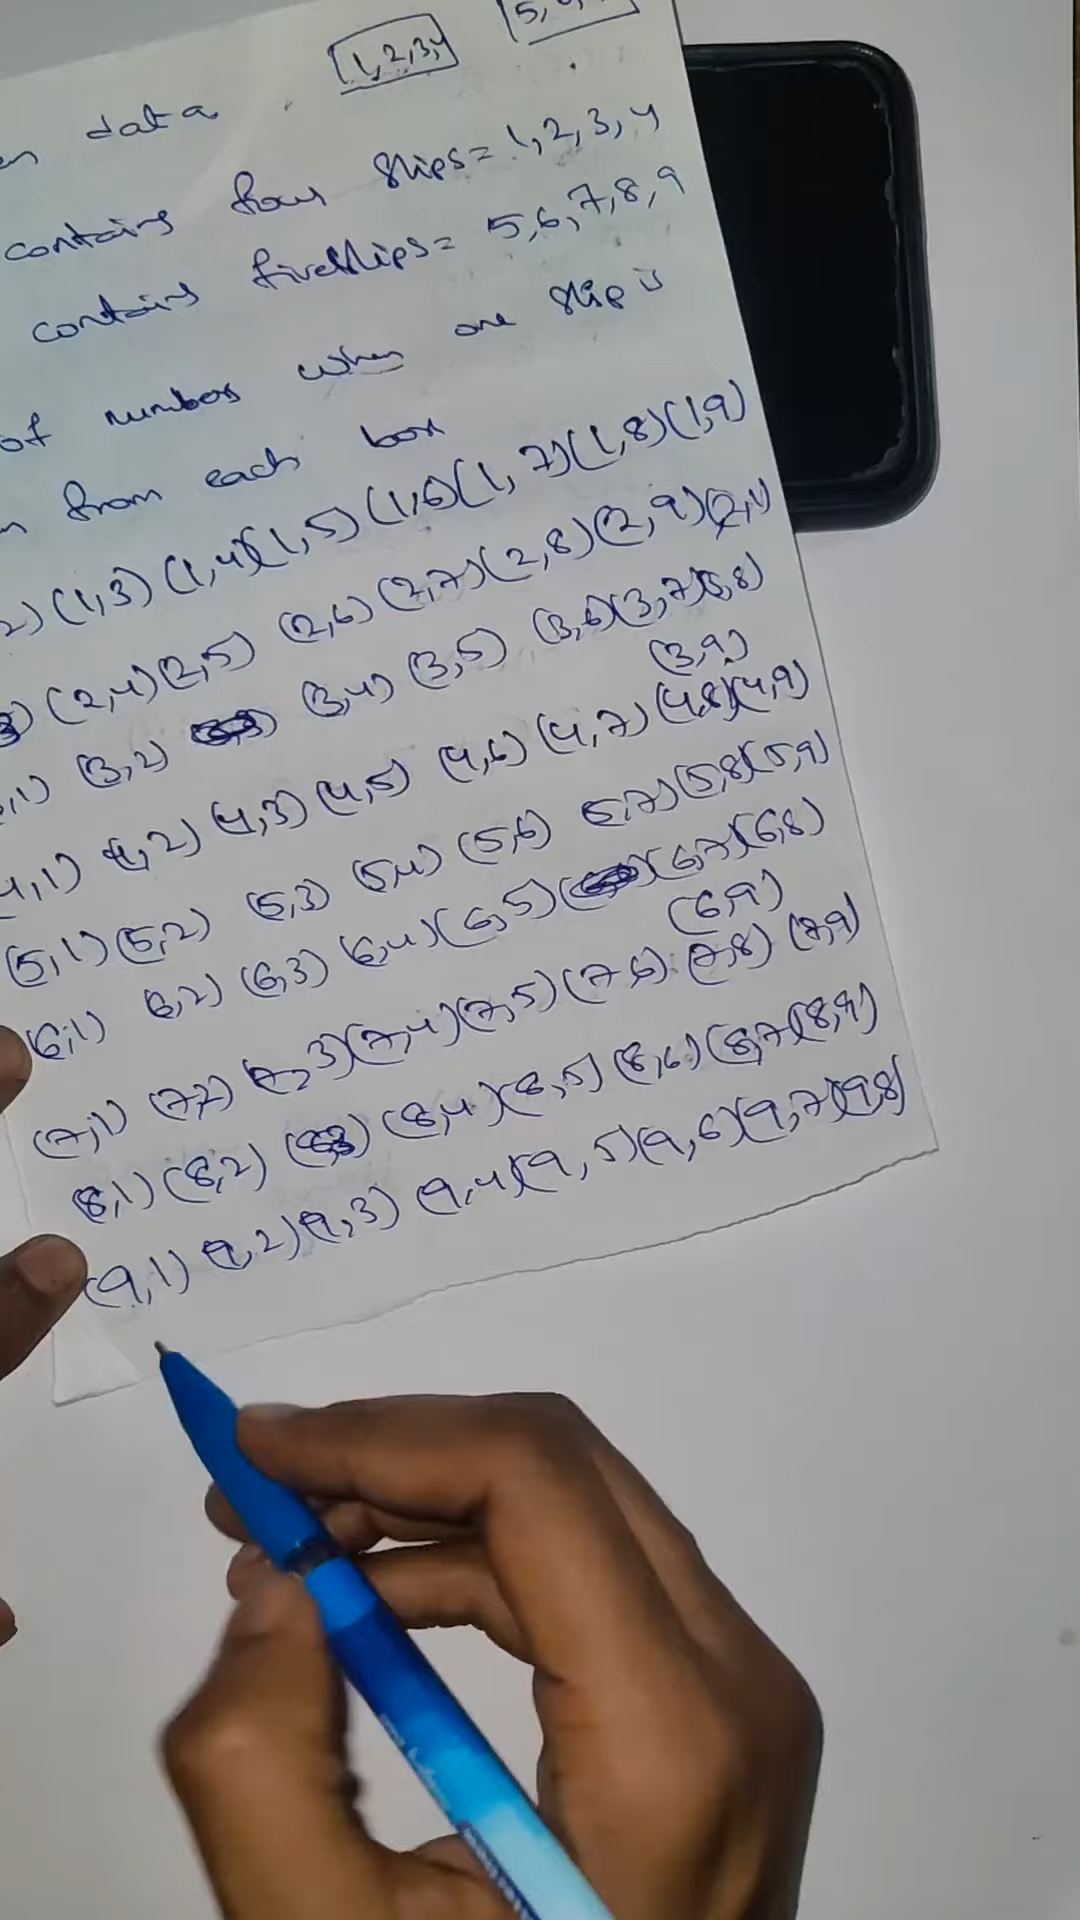 1,2,3,4
5,
data
contains four slips= 1,2,3,4
contains fiveslips= 5,6,7,8,9
of numbers when one slip is
from each box
(1,3) (1,4)(1,5) (1,6)(1,7)(1,8)(1,9)
(2,4)(2,5) (2,6) (2,7)(2,8)(2,9)(2,1)
,1) (3,2) (3,4) (3,5) (3,6)(3,7)(3,8)
(3,9)
4,1) (4,2) (4,3) (4,5) (4,6) (4,7) (4,8)(4,9)
(5,1)(5,2) (5,3) (5,4) (5,6) (5,7)(5,8)(5,9)
6,1) (6,2) (6,3) (6,4)(6,5) (6,7)(6,8)
(6,9)
(7,1) (7,2) (7,3)(7,4)(7,5)(7,6) (7,8) (7,9)
(8,1)(8,2) (8,3) (8,4)(8,5)(8,6)(8,7)(8,9)
(9,1) (9,2)(9,3) (9,4)(9,5)(9,6)(9,7)(9,8)